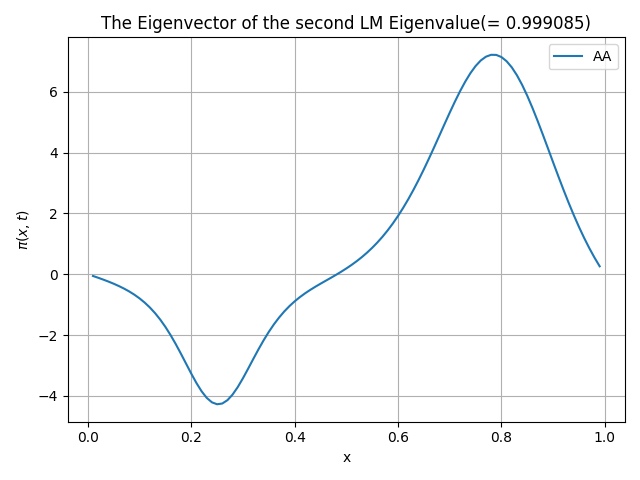 The Eigenvector of the second LM Eigenvalue(= 0.999085)
AA
π(x, t)
6
4
2
0
−2
−4
0.0 0.2 0.4 0.6 0.8 1.0
x